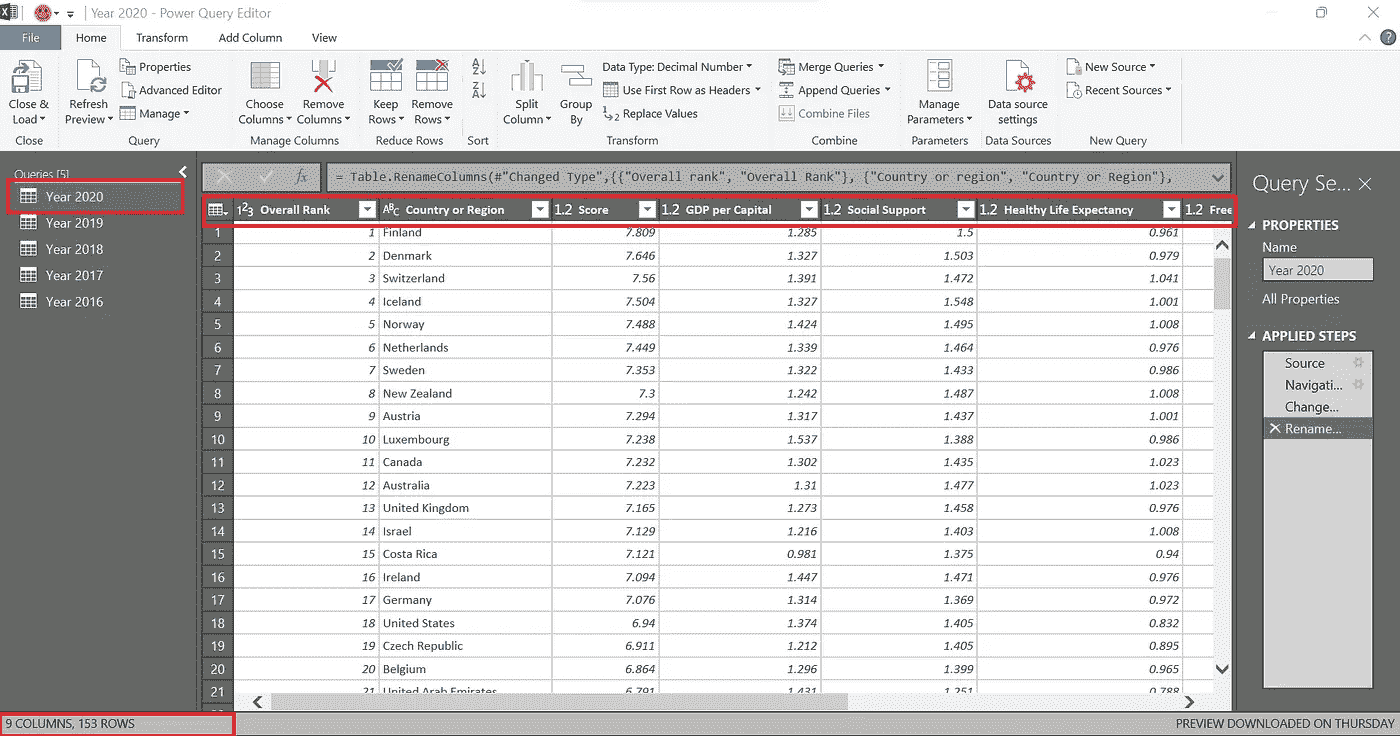 Year 2020 - Power Query Editor
File Home Transform Add Column View
Close & Load
Refresh Preview
Properties
Advanced Editor
Manage
Choose Columns
Remove Columns
Keep Rows
Remove Rows
Split Column
Group By
Data Type: Decimal Number
Use First Row as Headers
Replace Values
Merge Queries
Append Queries
Combine Files
Manage Parameters
Data source settings
New Source
Recent Sources
Close Query Manage Columns Reduce Rows Sort Transform Combine Parameters Data Sources New Query
Queries [5]
Year 2020
Year 2019
Year 2018
Year 2017
Year 2016
fx = Table.RenameColumns(#"Changed Type",{{"Overall rank", "Overall Rank"}, {"Country or region", "Country or Region"},
123 Overall Rank ABC Country or Region 1.2 Score 1.2 GDP per Capital 1.2 Social Support 1.2 Healthy Life Expectancy 1.2 Free
1 1 Finland 7.809 1.285 1.5 0.961
2 2 Denmark 7.646 1.327 1.503 0.979
3 3 Switzerland 7.56 1.391 1.472 1.041
4 4 Iceland 7.504 1.327 1.548 1.001
5 5 Norway 7.488 1.424 1.495 1.008
6 6 Netherlands 7.449 1.339 1.464 0.976
7 7 Sweden 7.353 1.322 1.433 0.986
8 8 New Zealand 7.3 1.242 1.487 1.008
9 9 Austria 7.294 1.317 1.437 1.001
10 10 Luxembourg 7.238 1.537 1.388 0.986
11 11 Canada 7.232 1.302 1.435 1.023
12 12 Australia 7.223 1.31 1.477 1.023
13 13 United Kingdom 7.165 1.273 1.458 0.976
14 14 Israel 7.129 1.216 1.403 1.008
15 15 Costa Rica 7.121 0.981 1.375 0.94
16 16 Ireland 7.094 1.447 1.471 0.976
17 17 Germany 7.076 1.314 1.369 0.972
18 18 United States 6.94 1.374 1.405 0.832
19 19 Czech Republic 6.911 1.212 1.405 0.895
20 20 Belgium 6.864 1.296 1.399 0.965
21 21 United Arab Emirates 6.791 1.431 1.251 0.788
Query Se...
PROPERTIES
Name
Year 2020
All Properties
APPLIED STEPS
Source
Navigati...
Change...
Rename...
9 COLUMNS, 153 ROWS
PREVIEW DOWNLOADED ON THURSDAY